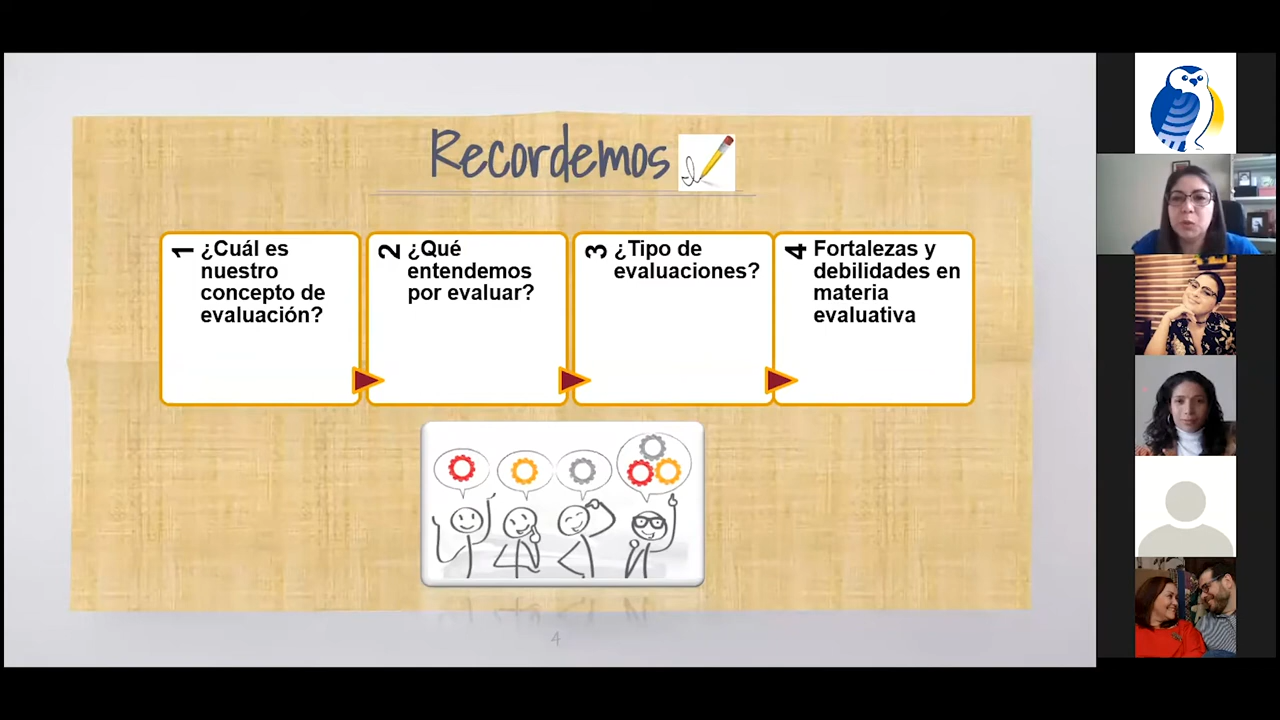 Recordemos
1 ¿Cuál es
nuestro
concepto de
evaluación?
2 ¿Qué
entendemos
por evaluar?
3 ¿Tipo de
evaluaciones?
4 Fortalezas y
debilidades en
materia
evaluativa
4